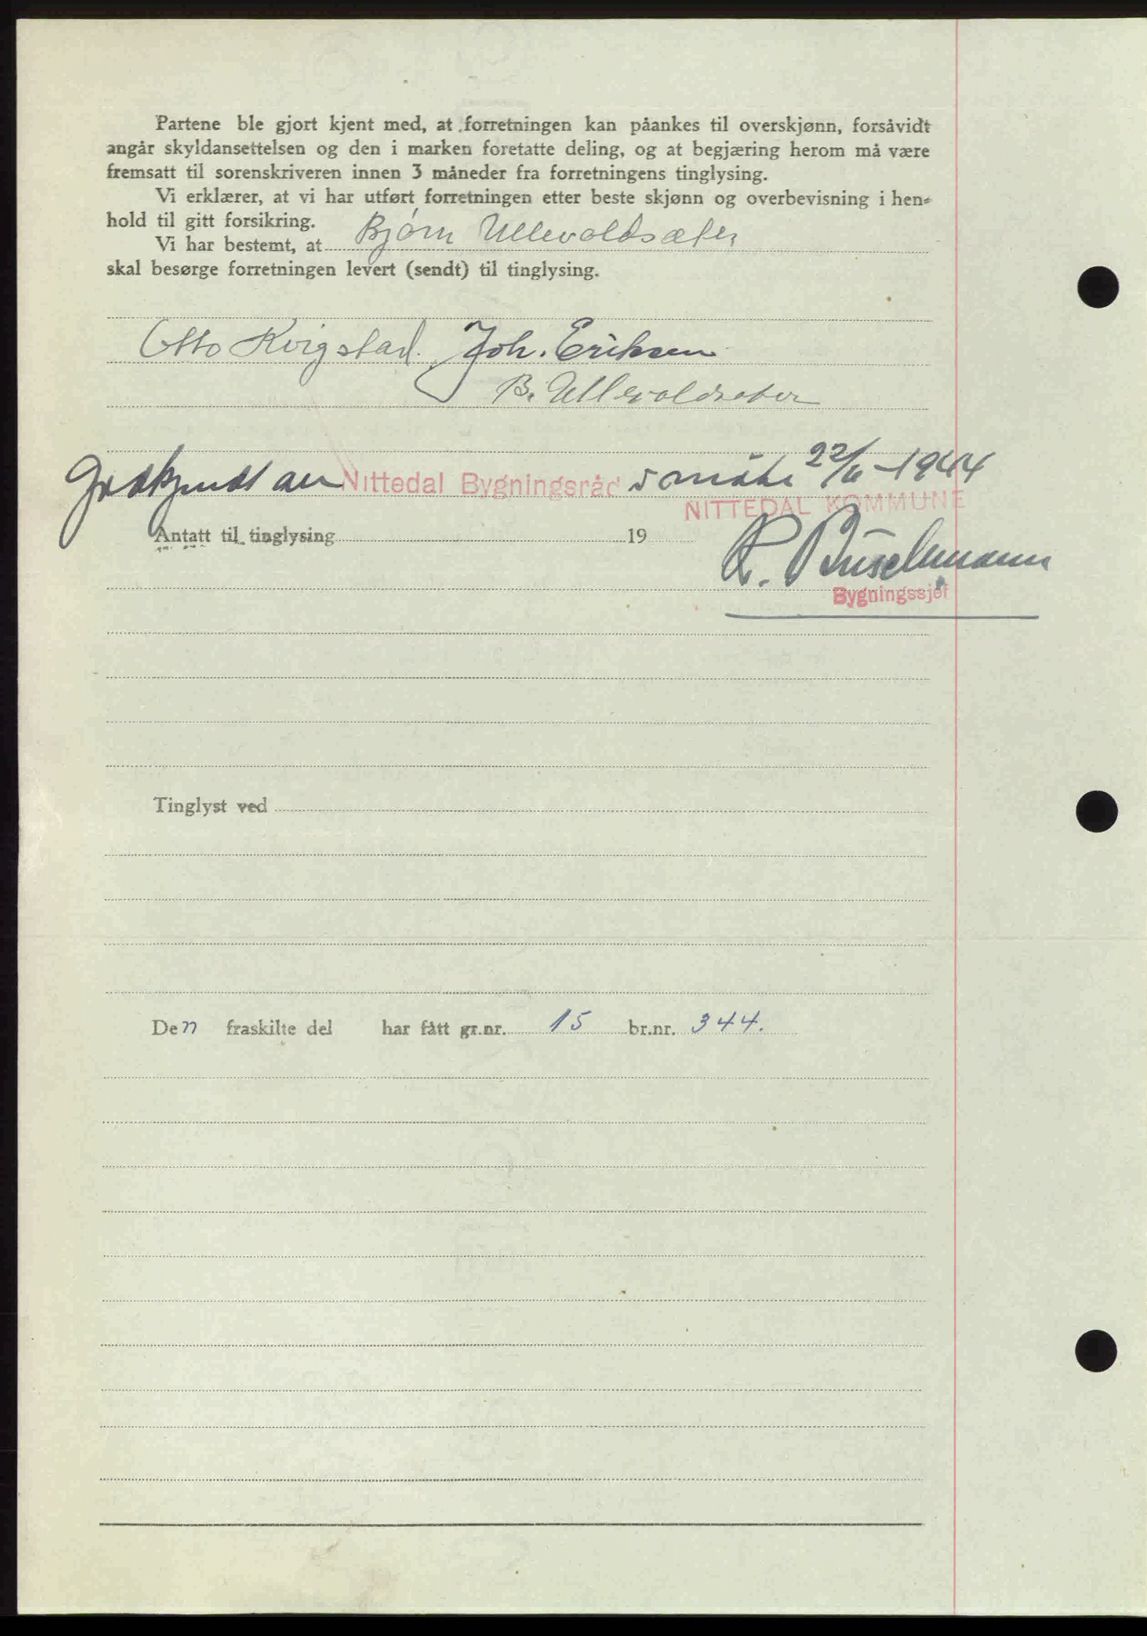 Partene ble gjort kjent med, at forretningen kan påankes til overskjønn, forsåvidt
angår skyldansettelsen og den i marken foretatte deling, og at begjæring herom må være
fremsatt til sorenskriveren innen 3 måneder fra forretningens tinglysing.
Vi erklærer, at vi har utført forretningen etter beste skjønn og overbevisning i hen-
hold til gitt forsikring.
Vi har bestemt, at Bjørn Ullevoldsæter
skal besørge forretningen levert (sendt) til tinglysing.
Otto Kvigstad. Joh. Eriksen
B. Ullevoldsæter
Godkjendt av Nittedal Bygningsråd i møte 22/6-1944
NITTEDAL KOMMUNE
Antatt til tinglysing 19
R. Buschmann
Bygningssjef
Tinglyst ved
Den fraskilte del har fått gr.nr. 15 br.nr. 344.